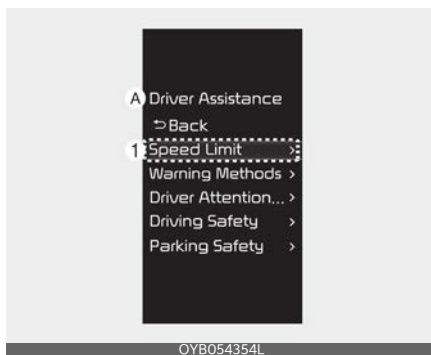 A Driver Assistance
⮌ Back
1 Speed Limit >
Warning Methods >
Driver Attention... >
Driving Safety >
Parking Safety >
OYB054354L